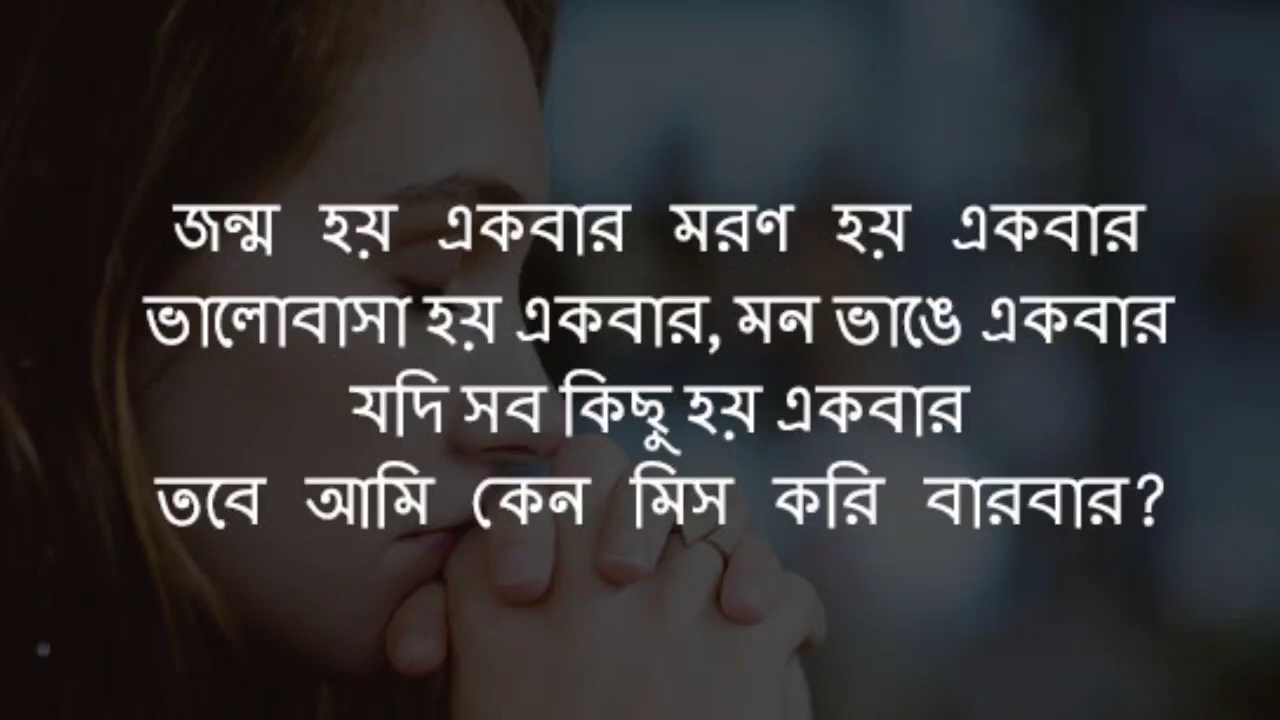 জন্ম হয় একবার মরণ হয় একবার
ভালোবাসা হয় একবার, মন ভাঙে একবার
যদি সব কিছু হয় একবার
তবে আমি কেন মিস করি বারবার?